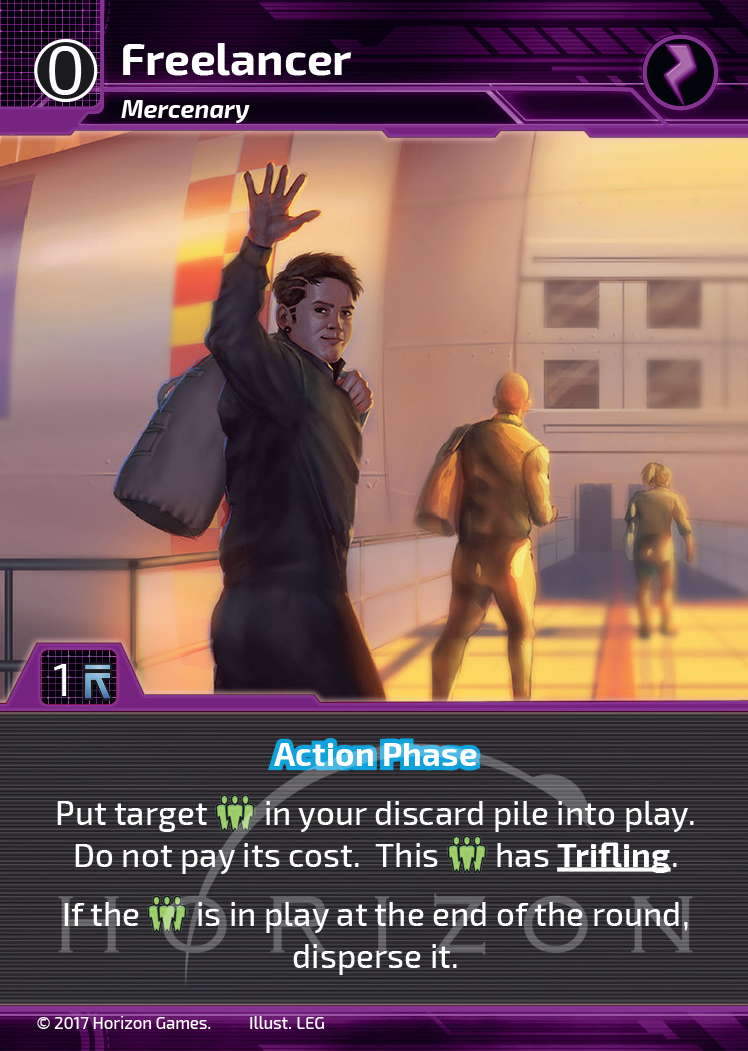 0 Freelancer
Mercenary
1
Action Phase
Put target in your discard pile into play.
Do not pay its cost. This has Trifling.
If the is in play at the end of the round,
disperse it.
HORIZON
© 2017 Horizon Games. Illust. LEG